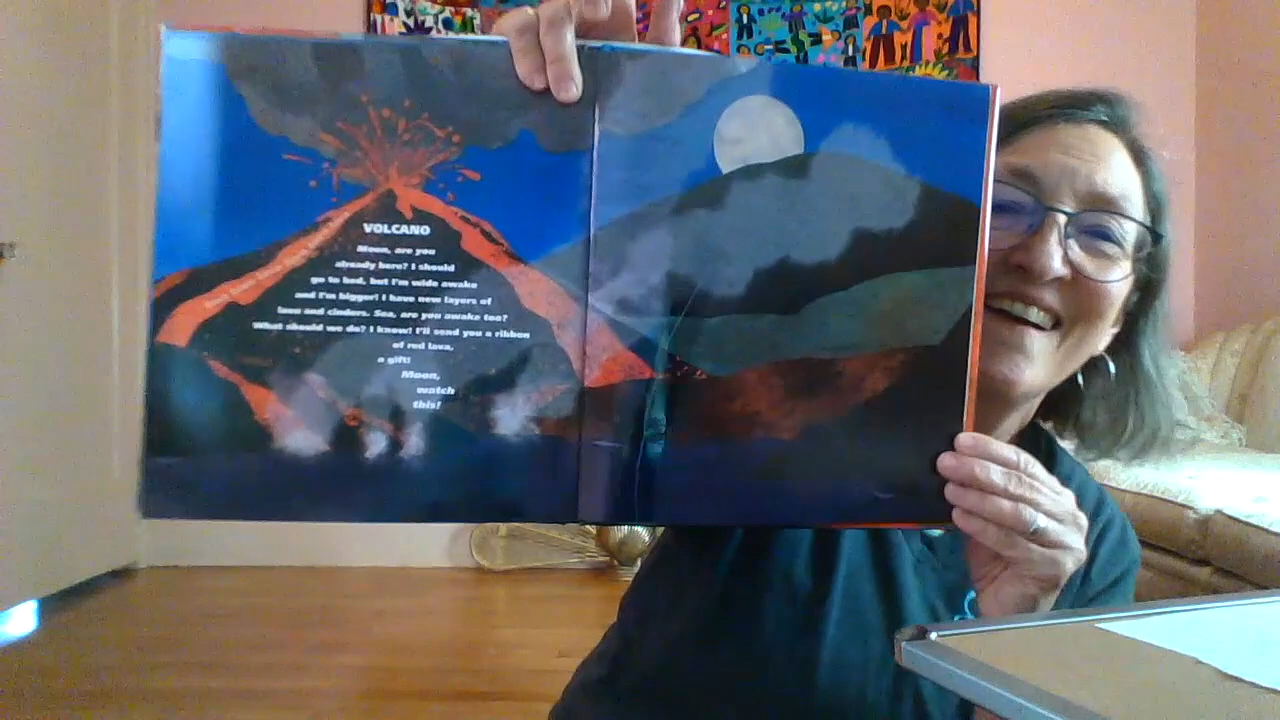 VOLCANO
Moon, are you
already here? I should
go to bed, but I'm wide awake
and I'm bigger! I have new layers of
lava and cinders. Sea, are you awake too?
What should we do? I know! I'll send you a ribbon
of red lava,
a gift!
Moon,
watch
this!